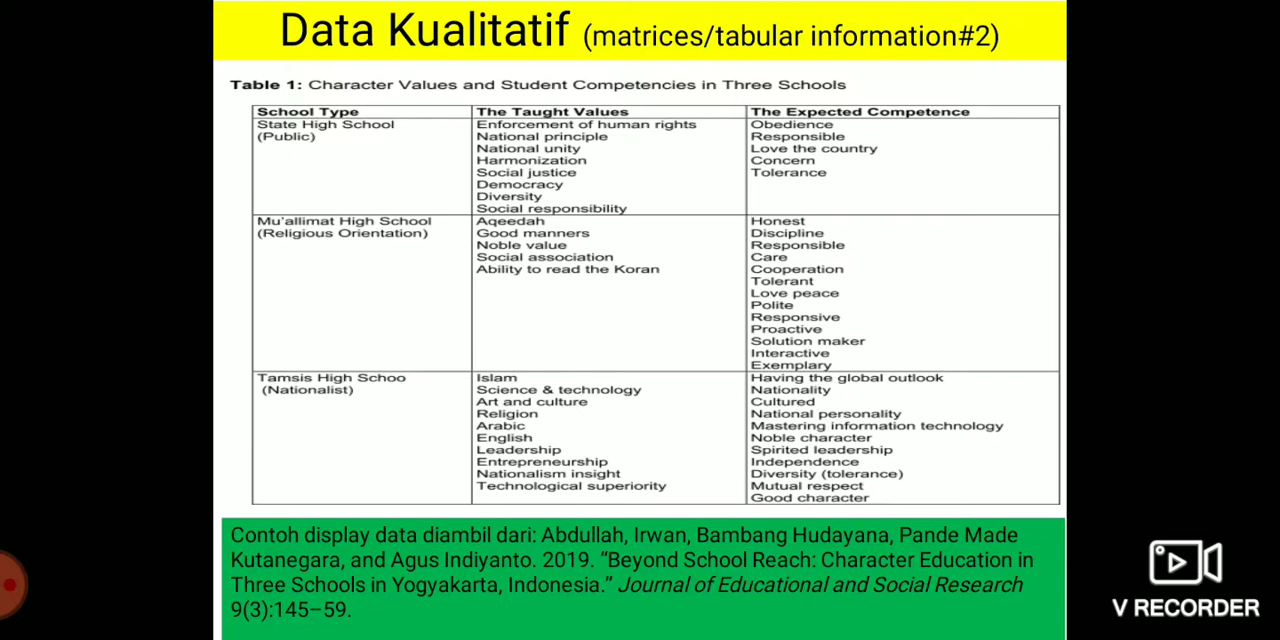 Data Kualitatif (matrices/tabular information#2)
Table 1: Character Values and Student Competencies in Three Schools
School Type The Taught Values The Expected Competence
State High School Enforcement of human rights Obedience
(Public) National principle Responsible
National unity Love the country
Harmonization Concern
Social justice Tolerance
Democracy
Diversity
Social responsibility
Mu'allimat High School Aqeedah Honest
(Religious Orientation) Good manners Discipline
Noble value Responsible
Social association Care
Ability to read the Koran Cooperation
Tolerant
Love peace
Polite
Responsive
Proactive
Solution maker
Interactive
Exemplary
Tamsis High Schoo Islam Having the global outlook
(Nationalist) Science & technology Nationality
Art and culture Cultured
Religion National personality
Arabic Mastering information technology
English Noble character
Leadership Spirited leadership
Entrepreneurship Independence
Nationalism insight Diversity (tolerance)
Technological superiority Mutual respect
Good character
Contoh display data diambil dari: Abdullah, Irwan, Bambang Hudayana, Pande Made
Kutanegara, and Agus Indiyanto. 2019. “Beyond School Reach: Character Education in
Three Schools in Yogyakarta, Indonesia.” Journal of Educational and Social Research
9(3):145–59.
V RECORDER